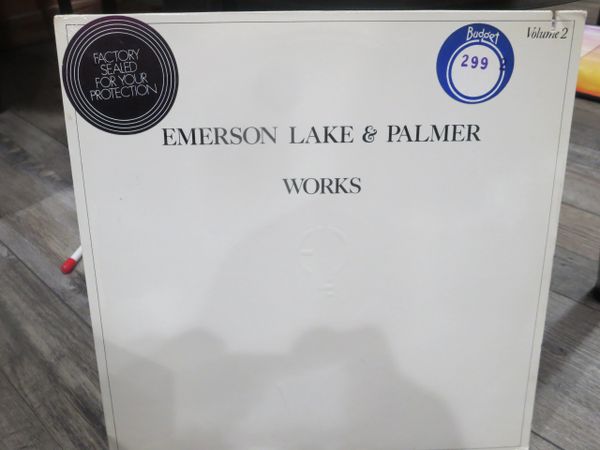 FACTORY
SEALED
FOR YOUR
PROTECTION
Budget
299
Volume 2
EMERSON LAKE & PALMER
WORKS